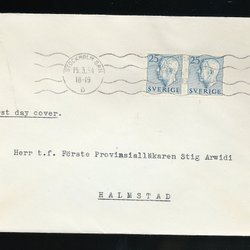 STOCKHOLM BAN.
15.3.54
18-19
D
25 25
SVERIGE SVERIGE
st day cover.
Herr t.f. Förste Provinsialläkaren Stig Arwidi
HALMSTAD